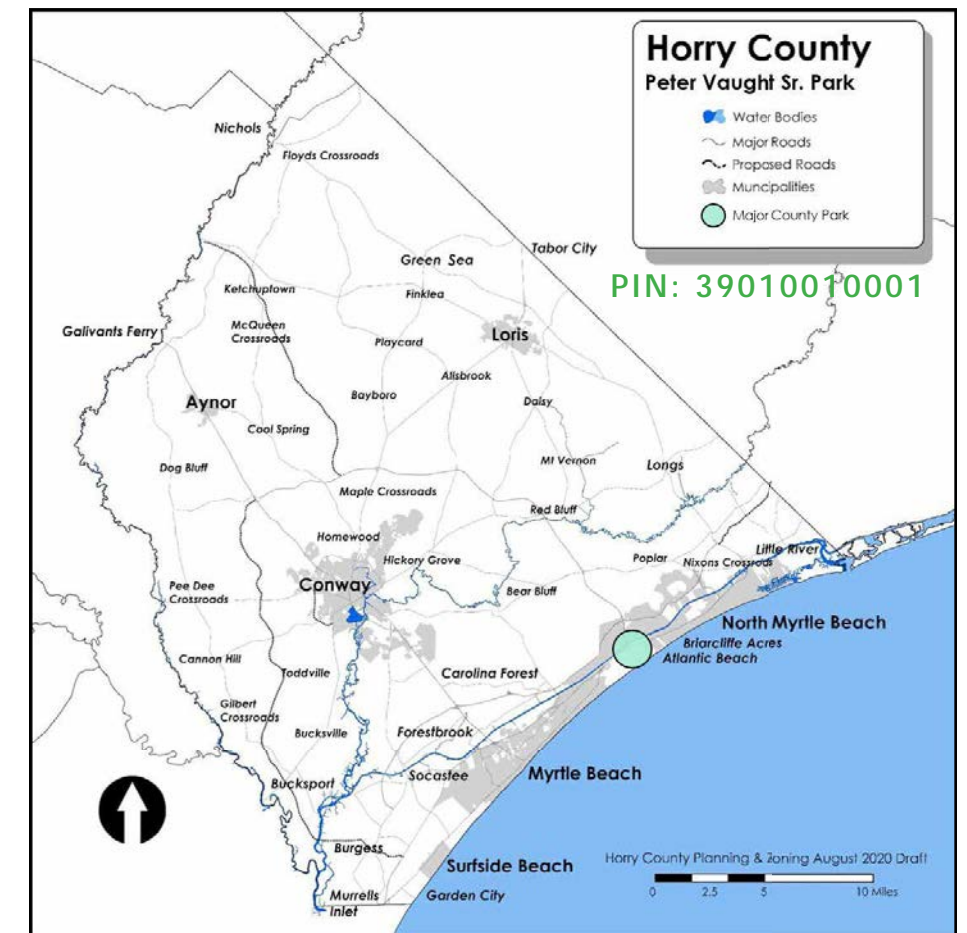 Horry County
Peter Vaught Sr. Park
Water Bodies
Major Roads
Proposed Roads
Muncipalities
Major County Park
PIN: 39010010001
Nichols
Floyds Crossroads
Tabor City
Green Sea
Ketchuptown
Finklea
Galivants Ferry
McQueen
Crossroads
Playcard
Loris
Allsbrook
Aynor
Bayboro
Daisy
Cool Spring
Dog Bluff
Mt Vernon
Longs
Maple Crossroads
Red Bluff
Homewood
Hickory Grove
Poplar
Little River
Nixons Crossroads
Conway
Pee Dee
Crossroads
Bear Bluff
North Myrtle Beach
Briarcliffe Acres
Atlantic Beach
Cannon Hill
Toddville
Carolina Forest
Gilbert
Crossroads
Bucksville
Forestbrook
Bucksport
Socastee
Myrtle Beach
Burgess
Surfside Beach
Murrells
Inlet
Garden City
Horry County Planning & Zoning August 2020 Draft
0 2.5 5 10 Miles